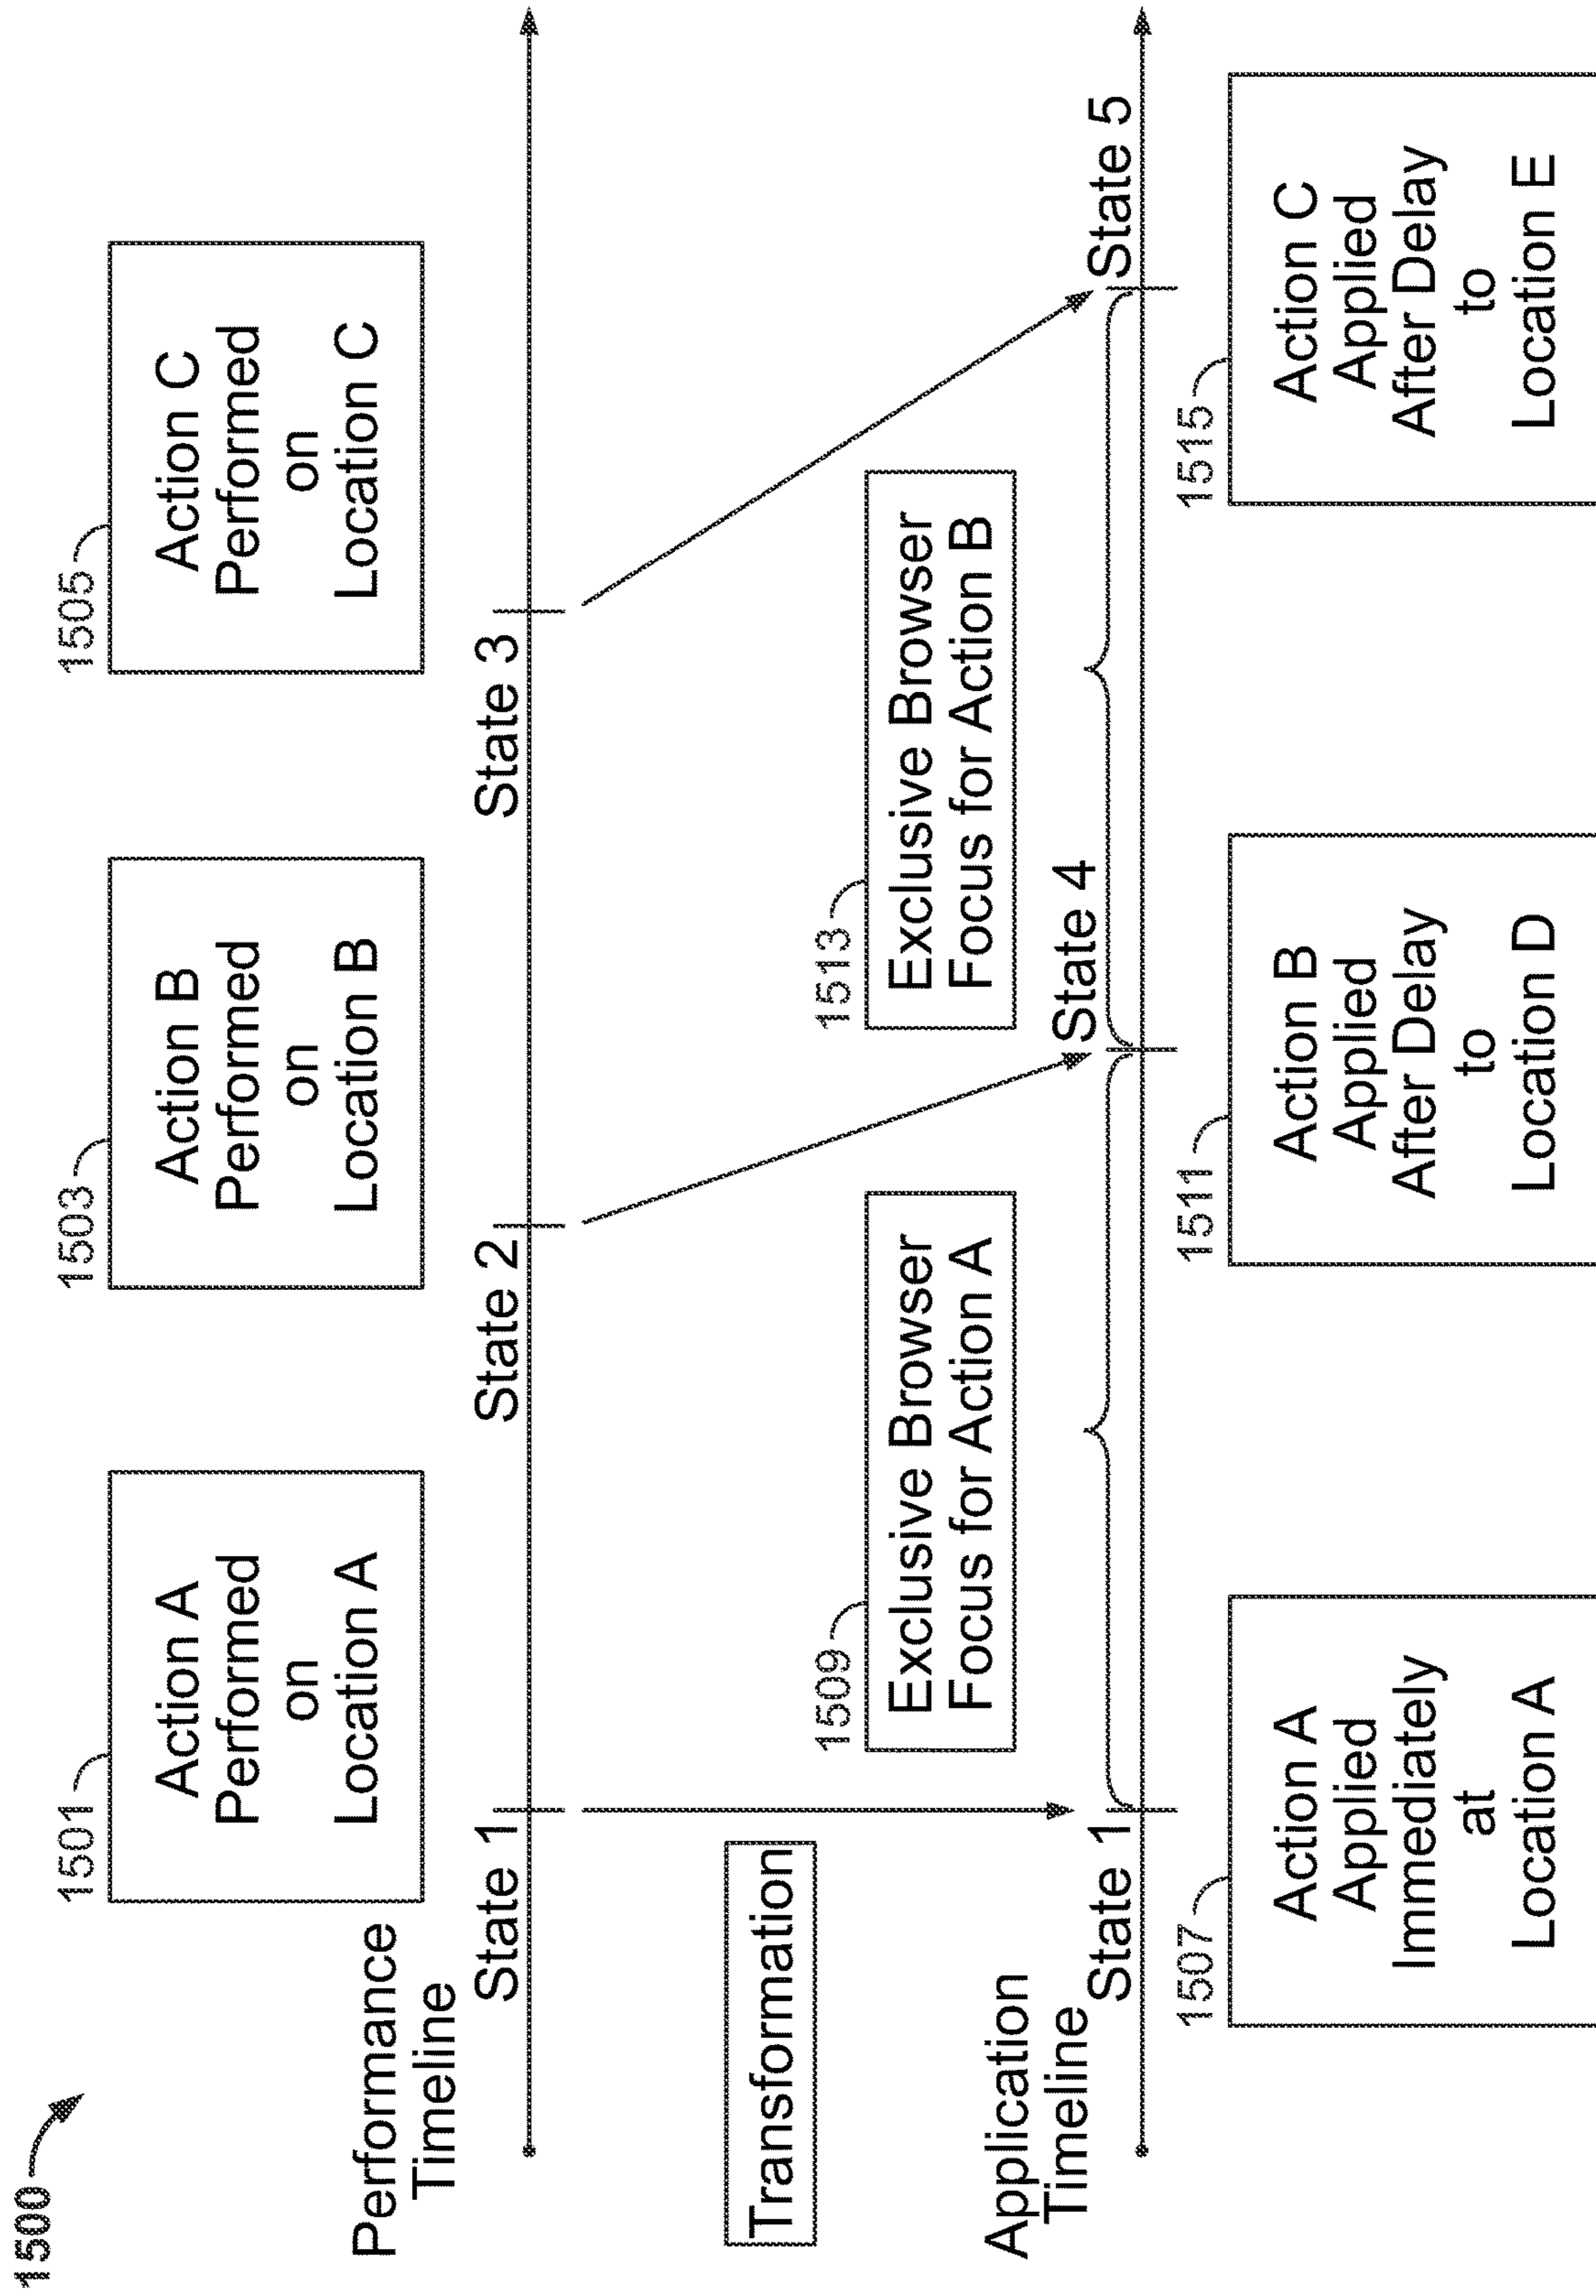 1500
1501
Action A
Performed
on
Location A
1503
Action B
Performed
on
Location B
1505
Action C
Performed
on
Location C
Performance
Timeline
State 1
State 2
State 3
Transformation
1509
Exclusive Browser
Focus for Action A
1513
Exclusive Browser
Focus for Action B
Application
Timeline
State 1
State 4
State 5
1507
Action A
Applied
Immediately
at
Location A
1511
Action B
Applied
After Delay
to
Location D
1515
Action C
Applied
After Delay
to
Location E